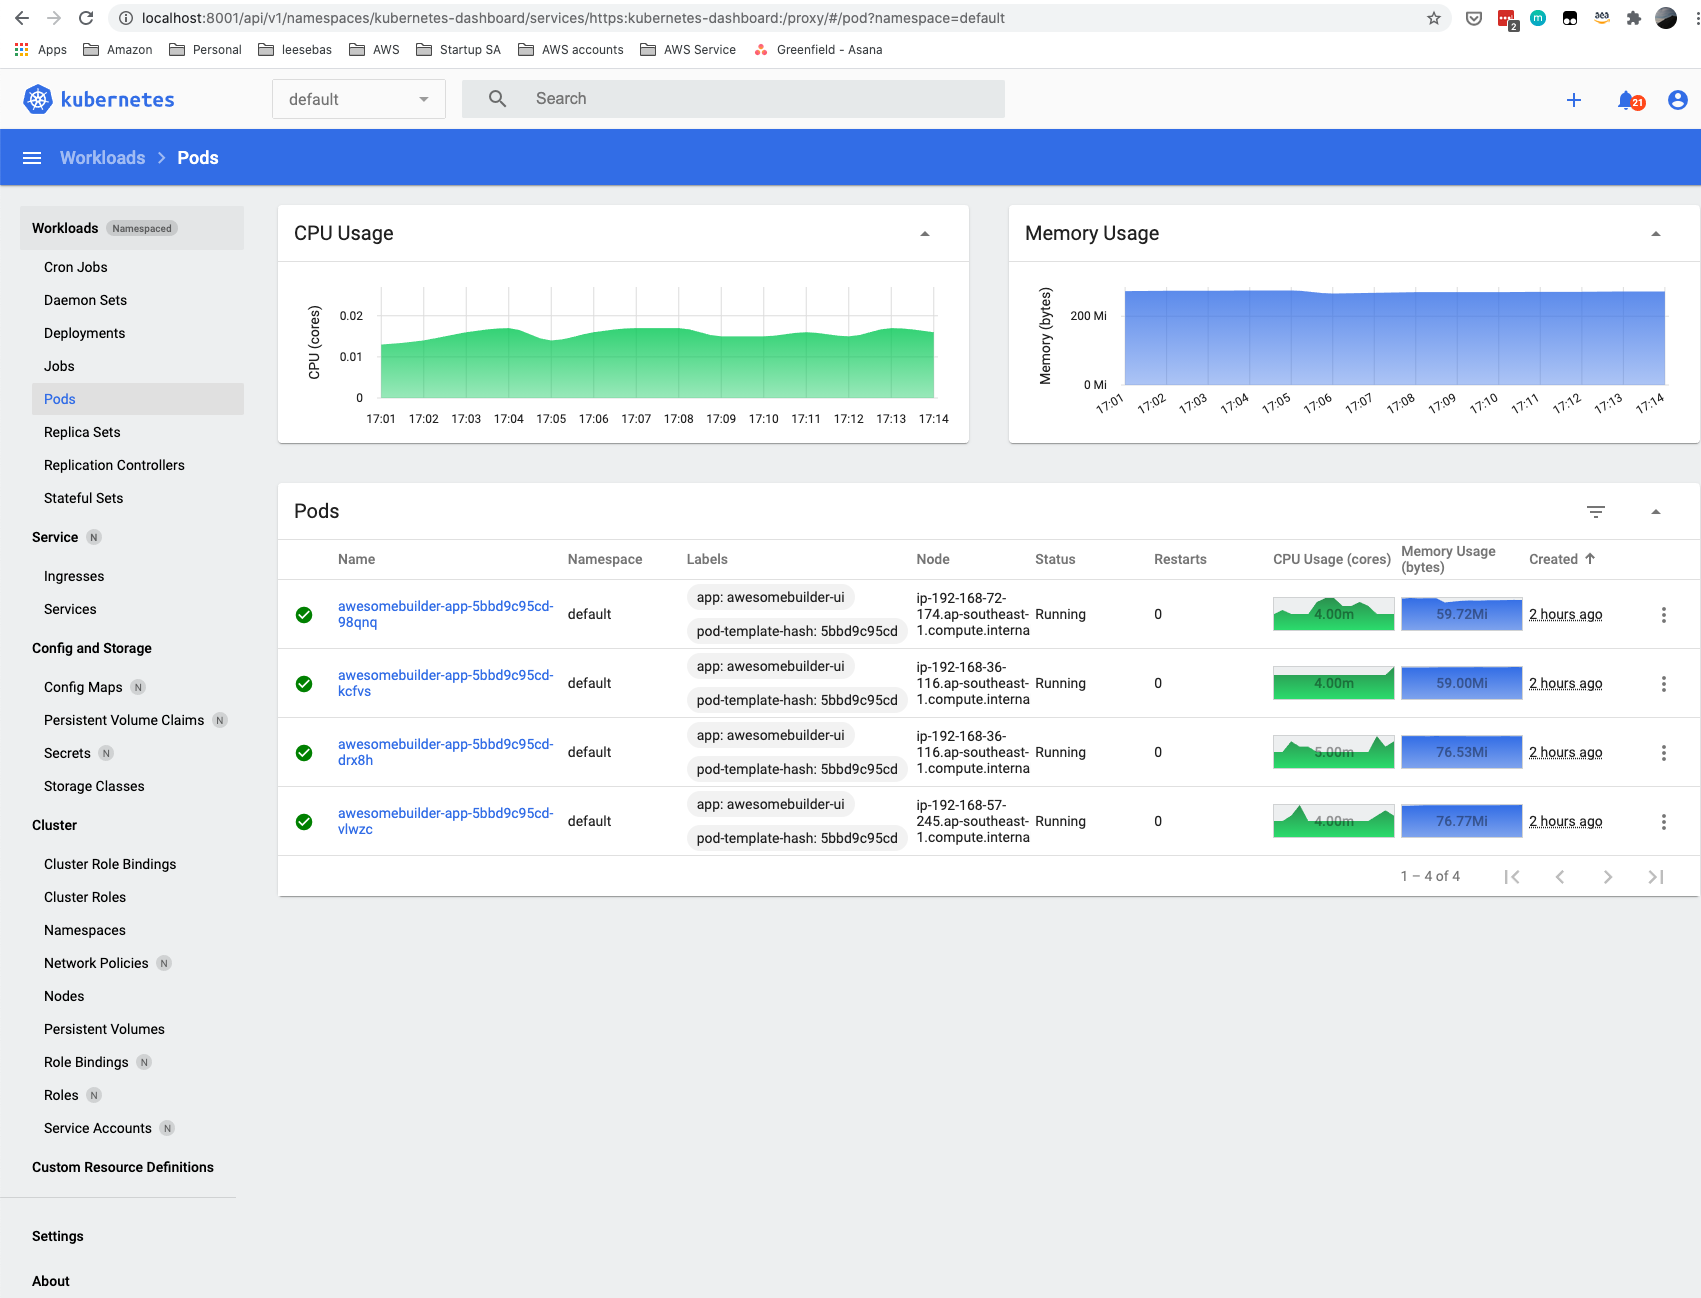 localhost:8001/api/v1/namespaces/kubernetes-dashboard/services/https:kubernetes-dashboard:/proxy/#/pod?namespace=default
2
m
Apps Amazon Personal leesebas AWS Startup SA AWS accounts AWS Service Greenfield - Asana
kubernetes
default
Search
21
Workloads > Pods
Workloads Namespaced
Cron Jobs
Daemon Sets
Deployments
Jobs
Pods
Replica Sets
Replication Controllers
Stateful Sets
Service N
Ingresses
Services
Config and Storage
Config Maps N
Persistent Volume Claims N
Secrets N
Storage Classes
Cluster
Cluster Role Bindings
Cluster Roles
Namespaces
Network Policies N
Nodes
Persistent Volumes
Role Bindings N
Roles N
Service Accounts N
Custom Resource Definitions
Settings
About
CPU Usage
CPU (cores)
0.02
0.01
0
17:01 17:02 17:03 17:04 17:05 17:06 17:07 17:08 17:09 17:10 17:11 17:12 17:13 17:14
Memory Usage
Memory (bytes)
200 Mi
0 Mi
17:01 17:02 17:03 17:04 17:05 17:06 17:07 17:08 17:09 17:10 17:11 17:12 17:13 17:14
Pods
Name Namespace Labels Node Status Restarts CPU Usage (cores) Memory Usage (bytes) Created
awesomebuilder-app-5bbd9c95cd-
98qnq
default
app: awesomebuilder-ui
pod-template-hash: 5bbd9c95cd
ip-192-168-72-
174.ap-southeast-
1.compute.interna
Running
0
4.00m
59.72Mi
2 hours ago
awesomebuilder-app-5bbd9c95cd-
kcfvs
default
app: awesomebuilder-ui
pod-template-hash: 5bbd9c95cd
ip-192-168-36-
116.ap-southeast-
1.compute.interna
Running
0
4.00m
59.00Mi
2 hours ago
awesomebuilder-app-5bbd9c95cd-
drx8h
default
app: awesomebuilder-ui
pod-template-hash: 5bbd9c95cd
ip-192-168-36-
116.ap-southeast-
1.compute.interna
Running
0
5.00m
76.53Mi
2 hours ago
awesomebuilder-app-5bbd9c95cd-
vlwzc
default
app: awesomebuilder-ui
pod-template-hash: 5bbd9c95cd
ip-192-168-57-
245.ap-southeast-
1.compute.interna
Running
0
4.00m
76.77Mi
2 hours ago
1 – 4 of 4